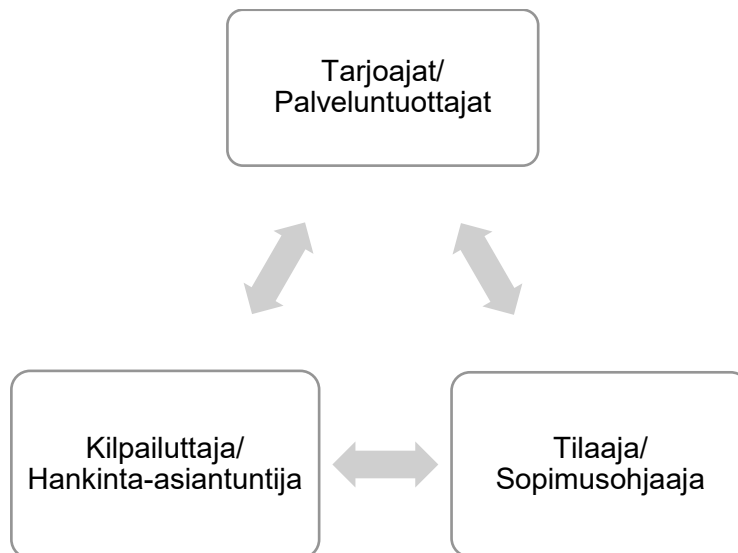 Tarjoajat/
Palveluntuottajat
Kilpailuttaja/
Hankinta-asiantuntija
Tilaaja/
Sopimusohjaaja